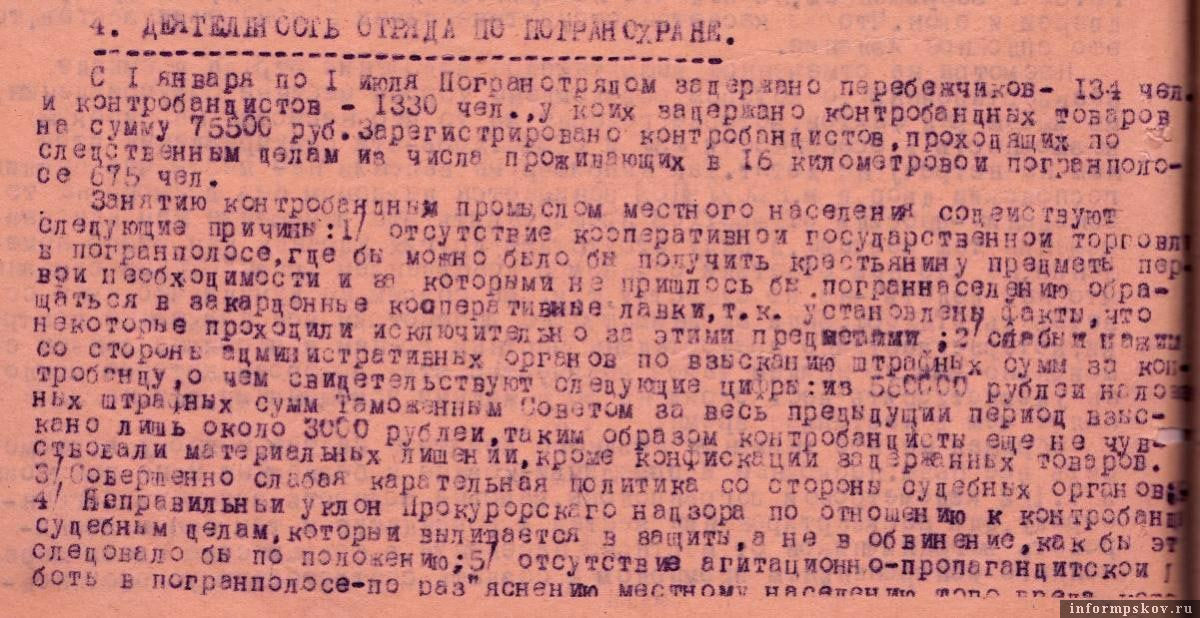 4. ДЕЯТЕЛЬНОСТЬ ОТРЯДА ПО ПОГРАНОХРАНЕ.
С I января по I июля Погранотрядом задержано перебежчиков- 134 чел.
и контробандистов - 1330 чел., у коих задержано контробандных товаров
на сумму 75500 руб. Зарегистрировано контробандистов, проходящих по
следственным делам из числа проживающих в 16 километровой погранполо-
се 675 чел.
Занятию контробандным промыслом местного населения содействуют
следующие причины: 1/ отсутствие кооперативной государственной торговл
в погранполосе, где бы можно было бы получить крестьянину предметы пер-
вой необходимости и за которыми не пришлось бы погранаселению обра-
щаться в закардонные кооперативные лавки, т.к. установлены факты, что
некоторые проходили исключительно за этими предметами; 2/ слабый нажим
со стороны административных органов по взысканию штрафных сумм за кон-
тробанду, о чем свидетельствуют следующие цифры: из 560000 рублей наложе
ных штрафных сумм Таможенным Советом за весь предыдущий период взыс-
кано лишь около 3000 рублей, таким образом контробандисты еще не чув-
ствовали материальных лишений, кроме конфискации задержанных товаров.
3/ Совершенно слабая карательная политика со стороны судебных органов;
4/ Неправильный уклон Прокурорскаго надзора по отношению к контробанд
судебным делам, который выливается в защиты, а не в обвинение, как бы эт
следовало бы по положению; 5/ отсутствие агитационно-пропагандитской
боты в погранполосе-по раз"яснению местному населению того вреда
informpskov.ru